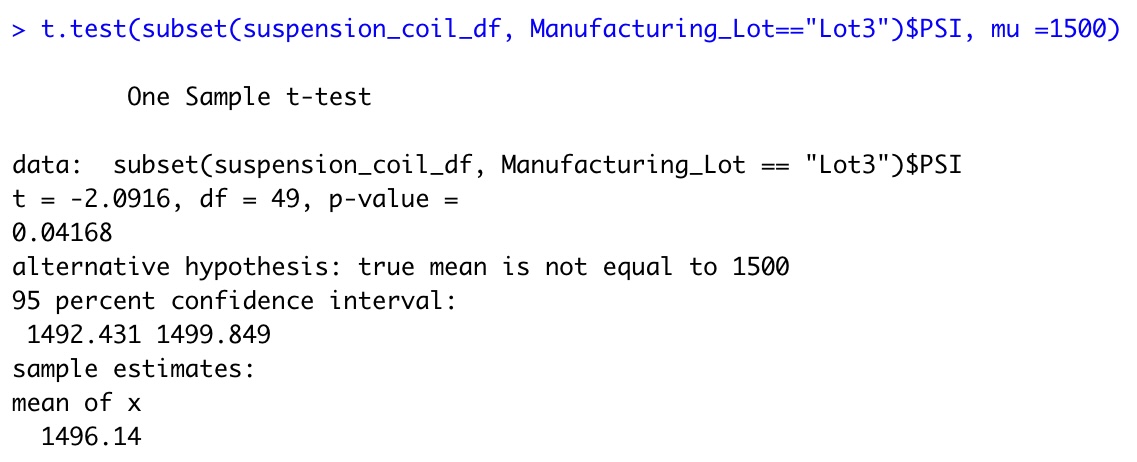 > t.test(subset(suspension_coil_df, Manufacturing_Lot=="Lot3")$PSI, mu =1500)
One Sample t-test
data:  subset(suspension_coil_df, Manufacturing_Lot == "Lot3")$PSI
t = -2.0916, df = 49, p-value =
0.04168
alternative hypothesis: true mean is not equal to 1500
95 percent confidence interval:
1492.431 1499.849
sample estimates:
mean of x
1496.14